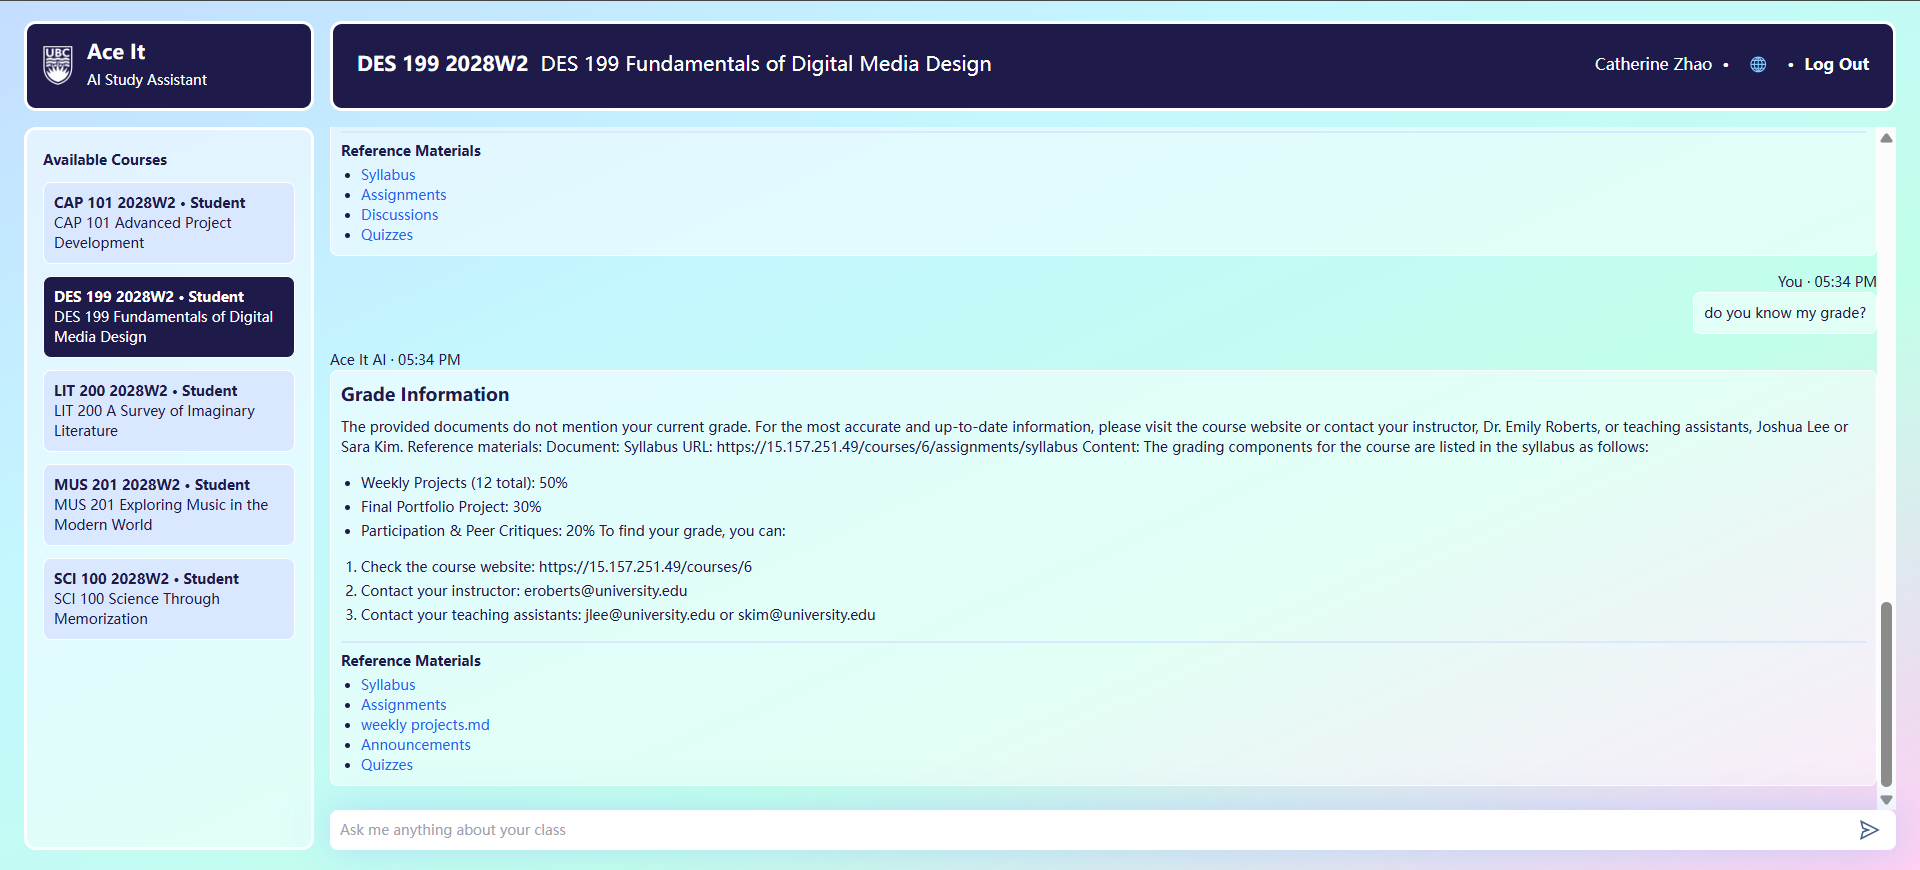 UBC
Ace It
AI Study Assistant
DES 199 2028W2 DES 199 Fundamentals of Digital Media Design
Catherine Zhao • • Log Out
Available Courses
CAP 101 2028W2 • Student
CAP 101 Advanced Project
Development
DES 199 2028W2 • Student
DES 199 Fundamentals of Digital
Media Design
LIT 200 2028W2 • Student
LIT 200 A Survey of Imaginary
Literature
MUS 201 2028W2 • Student
MUS 201 Exploring Music in the
Modern World
SCI 100 2028W2 • Student
SCI 100 Science Through
Memorization
Reference Materials
• Syllabus
• Assignments
• Discussions
• Quizzes
You · 05:34 PM
do you know my grade?
Ace It AI · 05:34 PM
Grade Information
The provided documents do not mention your current grade. For the most accurate and up-to-date information, please visit the course website or contact your instructor, Dr. Emily Roberts, or teaching assistants, Joshua Lee or
Sara Kim. Reference materials: Document: Syllabus URL: https://15.157.251.49/courses/6/assignments/syllabus Content: The grading components for the course are listed in the syllabus as follows:
• Weekly Projects (12 total): 50%
• Final Portfolio Project: 30%
• Participation & Peer Critiques: 20% To find your grade, you can:
1. Check the course website: https://15.157.251.49/courses/6
2. Contact your instructor: eroberts@university.edu
3. Contact your teaching assistants: jlee@university.edu or skim@university.edu
Reference Materials
• Syllabus
• Assignments
• weekly projects.md
• Announcements
• Quizzes
Ask me anything about your class